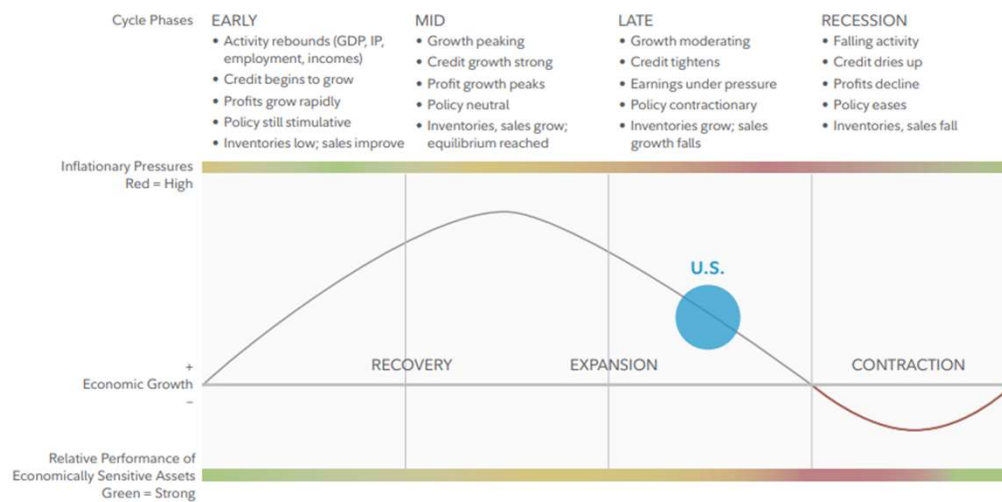 Cycle Phases
EARLY
• Activity rebounds (GDP, IP,
employment, incomes)
• Credit begins to grow
• Profits grow rapidly
• Policy still stimulative
• Inventories low; sales improve
MID
• Growth peaking
• Credit growth strong
• Profit growth peaks
• Policy neutral
• Inventories, sales grow;
equilibrium reached
LATE
• Growth moderating
• Credit tightens
• Earnings under pressure
• Policy contractionary
• Inventories grow; sales
growth falls
RECESSION
• Falling activity
• Credit dries up
• Profits decline
• Policy eases
• Inventories, sales fall
Inflationary Pressures
Red = High
U.S.
RECOVERY
EXPANSION
CONTRACTION
+
Economic Growth
–
Relative Performance of
Economically Sensitive Assets
Green = Strong